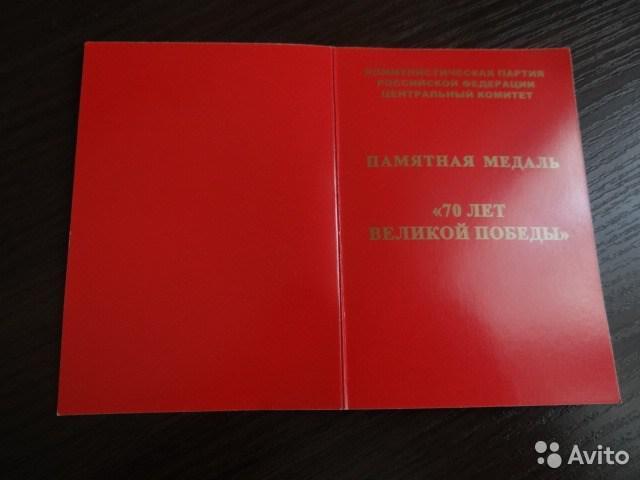 КОММУНИСТИЧЕСКАЯ ПАРТИЯ
РОССИЙСКОЙ ФЕДЕРАЦИИ
ЦЕНТРАЛЬНЫЙ КОМИТЕТ
ПАМЯТНАЯ МЕДАЛЬ
«70 ЛЕТ
ВЕЛИКОЙ ПОБЕДЫ»
Avito